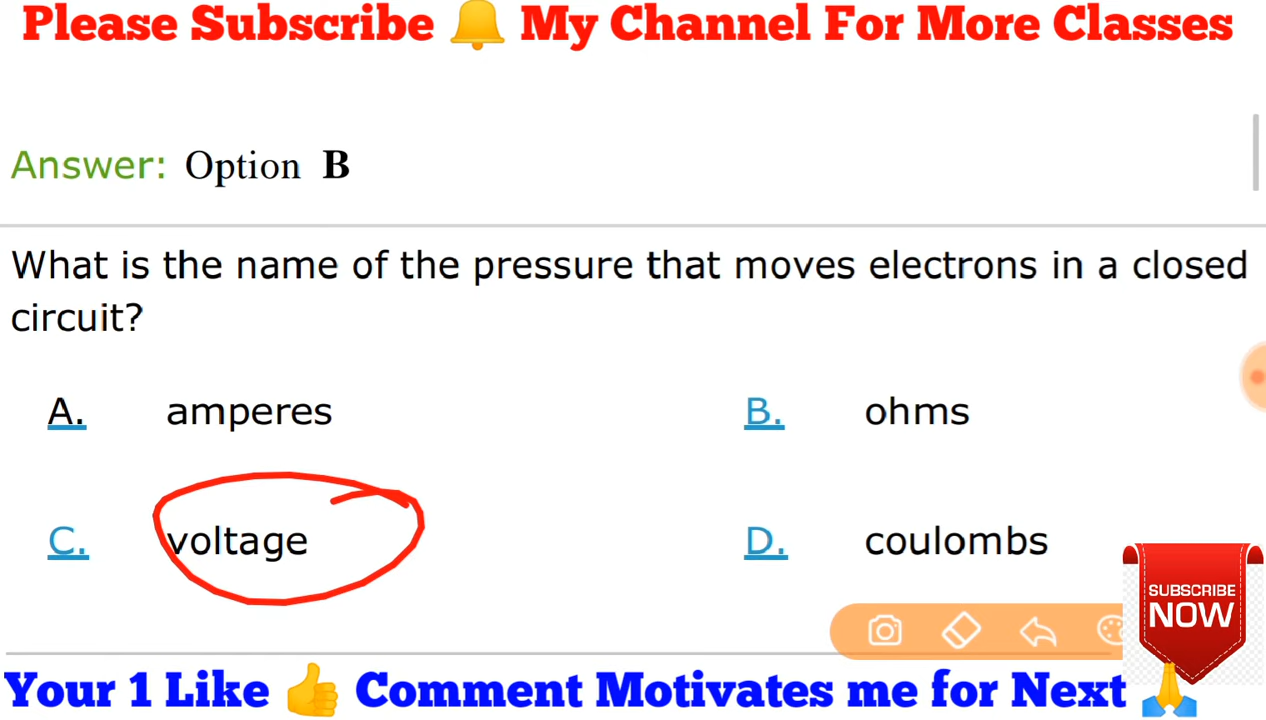 Please Subscribe 🔔 My Channel For More Classes
Answer: Option B
What is the name of the pressure that moves electrons in a closed
circuit?
A. amperes B. ohms
C. voltage D. coulombs
SUBSCRIBE
NOW
Your 1 Like 👍 Comment Motivates me for Next 🙏